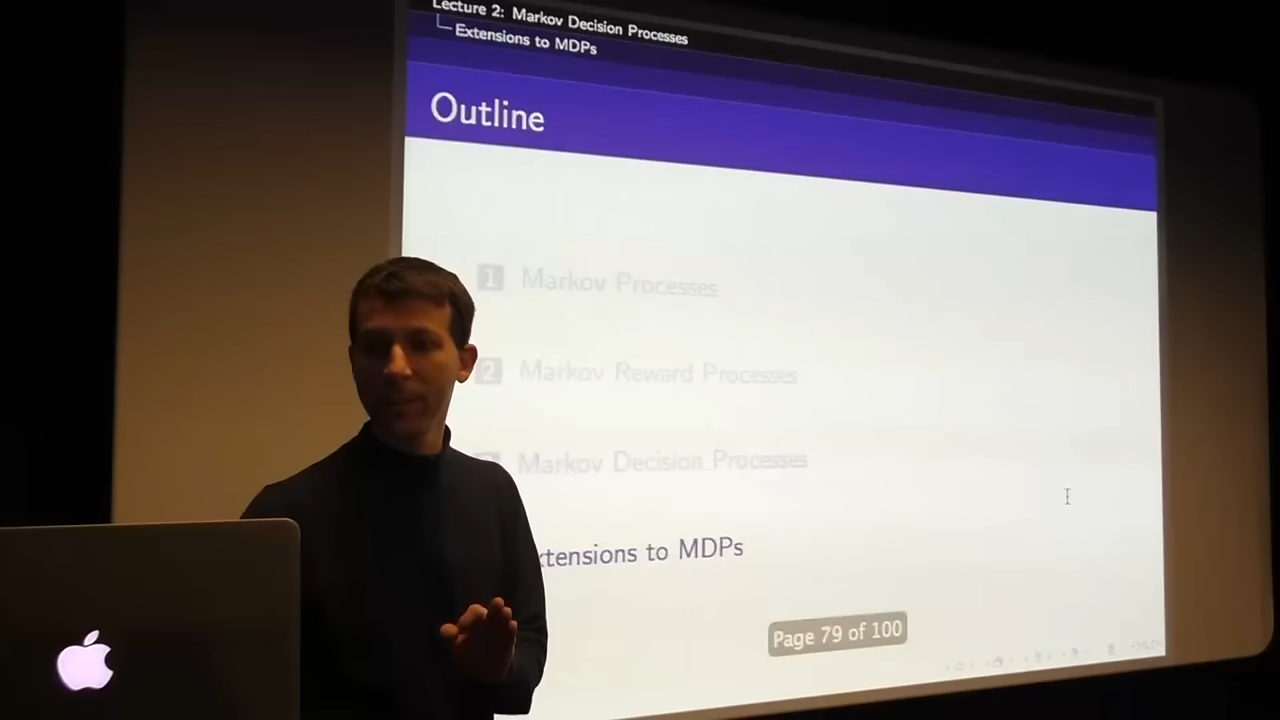 Lecture 2: Markov Decision Processes
Extensions to MDPs
Outline
1 Markov Processes
2 Markov Reward Processes
Markov Decision Processes
xtensions to MDPs
Page 79 of 100